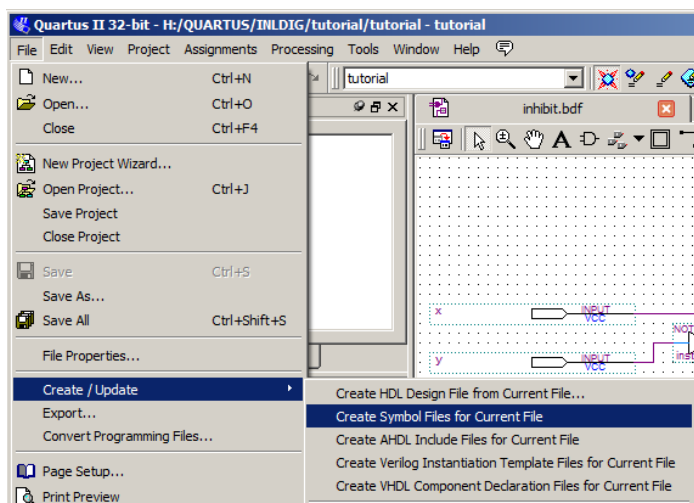 Quartus II 32-bit - H:/QUARTUS/INLDIG/tutorial/tutorial - tutorial
File Edit View Project Assignments Processing Tools Window Help
New... Ctrl+N
tutorial
Open... Ctrl+O
inhibit.bdf
Close Ctrl+F4
New Project Wizard...
Open Project... Ctrl+J
Save Project
Close Project
Save Ctrl+S
Save As...
Save All Ctrl+Shift+S
File Properties...
Create / Update
Export...
Convert Programming Files...
Page Setup...
Print Preview
x INPUT
VCC
NOT
y INPUT
VCC
inst
Create HDL Design File from Current File...
Create Symbol Files for Current File
Create AHDL Include Files for Current File
Create Verilog Instantiation Template Files for Current File
Create VHDL Component Declaration Files for Current File